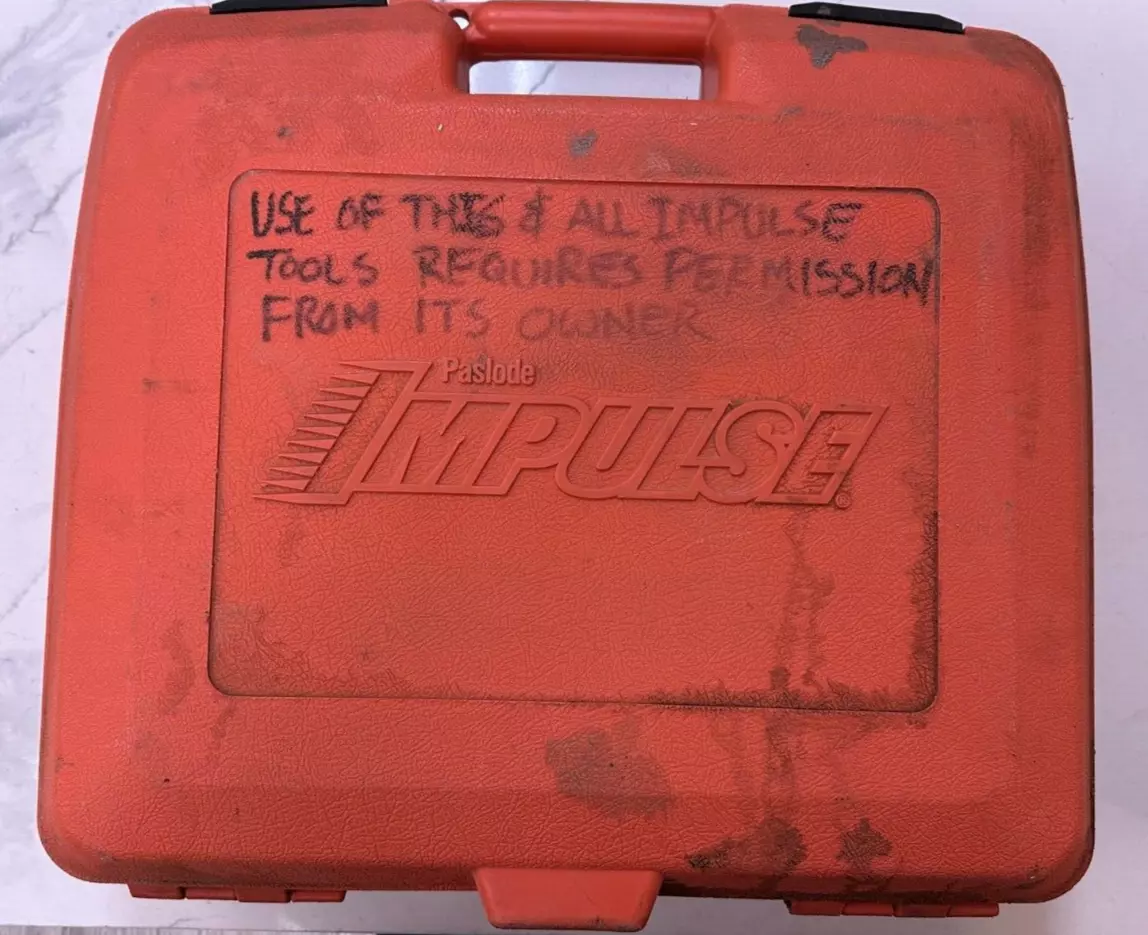 USE OF THIS & ALL IMPULSE
TOOLS REQUIRES PERMISSION
FROM ITS OWNER
Paslode
IMPULSE®